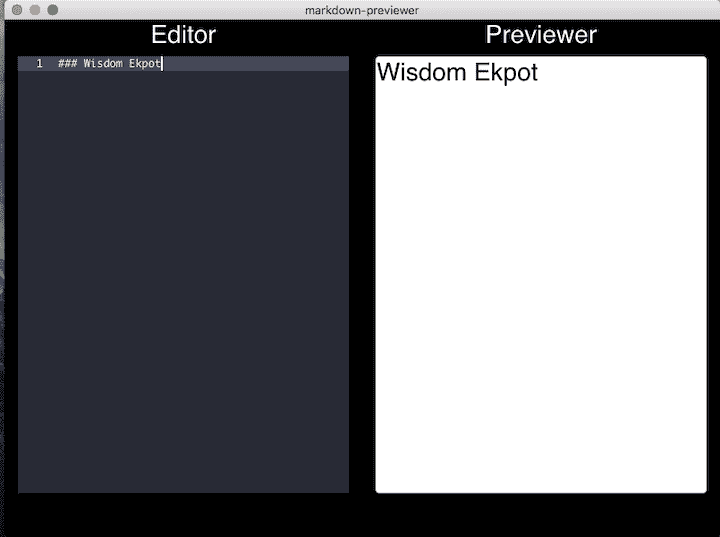 markdown-previewer
Editor
Previewer
1 ### Wisdom Ekpot
Wisdom Ekpot